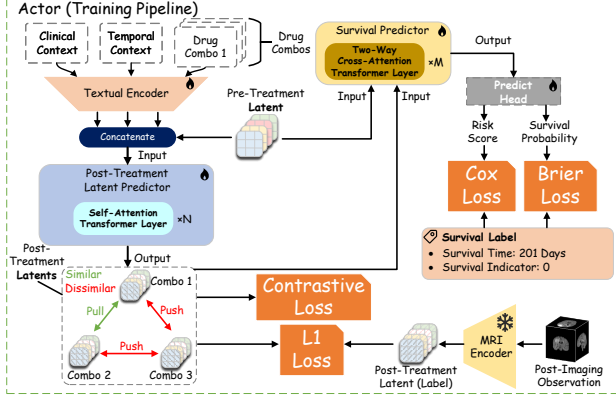 Actor (Training Pipeline)
Clinical
Context
Temporal
Context
Drug
Combo 1
Drug
Combos
Textual Encoder
Concatenate
Input
Pre-Treatment
Latent
Post-Treatment
Latent Predictor
Self-Attention
Transformer Layer
×N
Output
Survival Predictor
Two-Way
Cross-Attention
Transformer Layer
×M
Input
Input
Output
Predict
Head
Risk
Score
Survival
Probability
Cox
Loss
Brier
Loss
Survival Label
• Survival Time: 201 Days
• Survival Indicator: 0
Post-
Treatment
Latents
Similar
Dissimilar
Combo 1
Pull
Push
Push
Combo 2
Combo 3
Contrastive
Loss
L1
Loss
Post-Treatment
Latent (Label)
MRI
Encoder
Post-Imaging
Observation